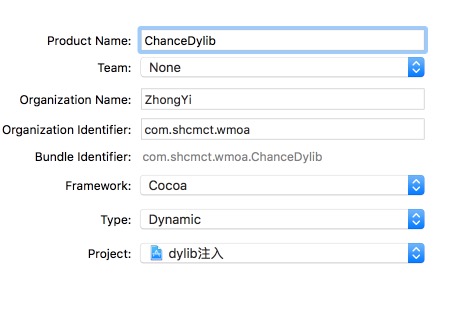 Product Name: ChanceDylib
Team: None
Organization Name: ZhongYi
Organization Identifier: com.shcmct.wmoa
Bundle Identifier: com.shcmct.wmoa.ChanceDylib
Framework: Cocoa
Type: Dynamic
Project: dylib注入